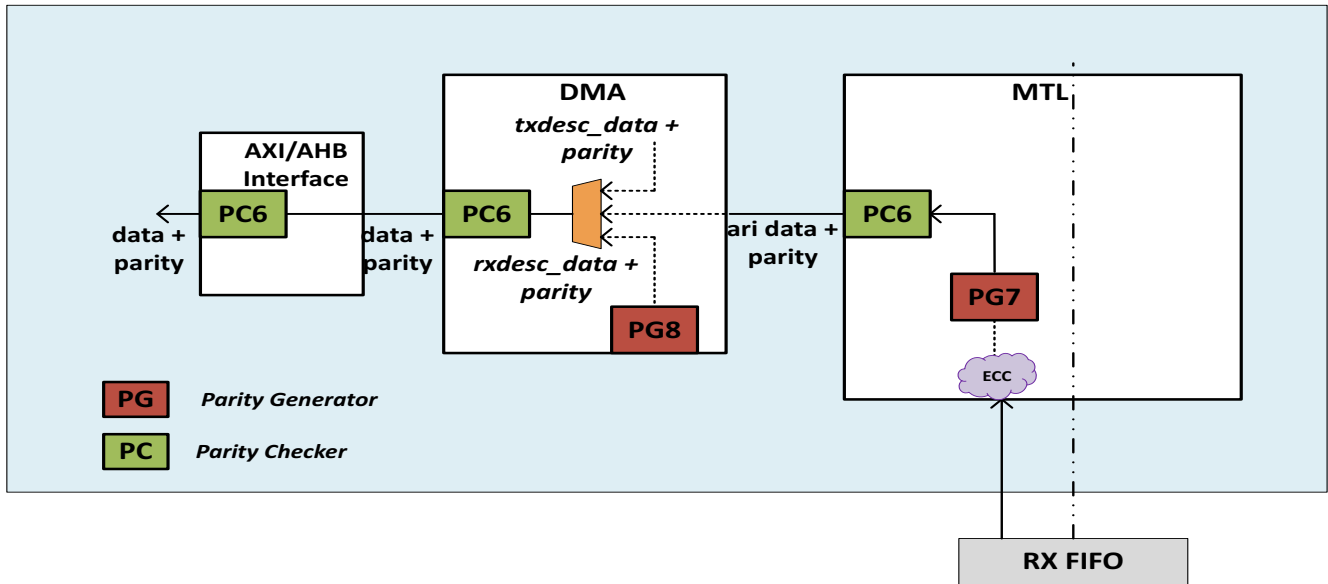 DMA
MTL
txdesc_data +
parity
AXI/AHB
Interface
PC6
PC6
PC6
data +
parity
data +
parity
ari data +
parity
rxdesc_data +
parity
PG7
PG8
ECC
PG
Parity Generator
PC
Parity Checker
RX FIFO